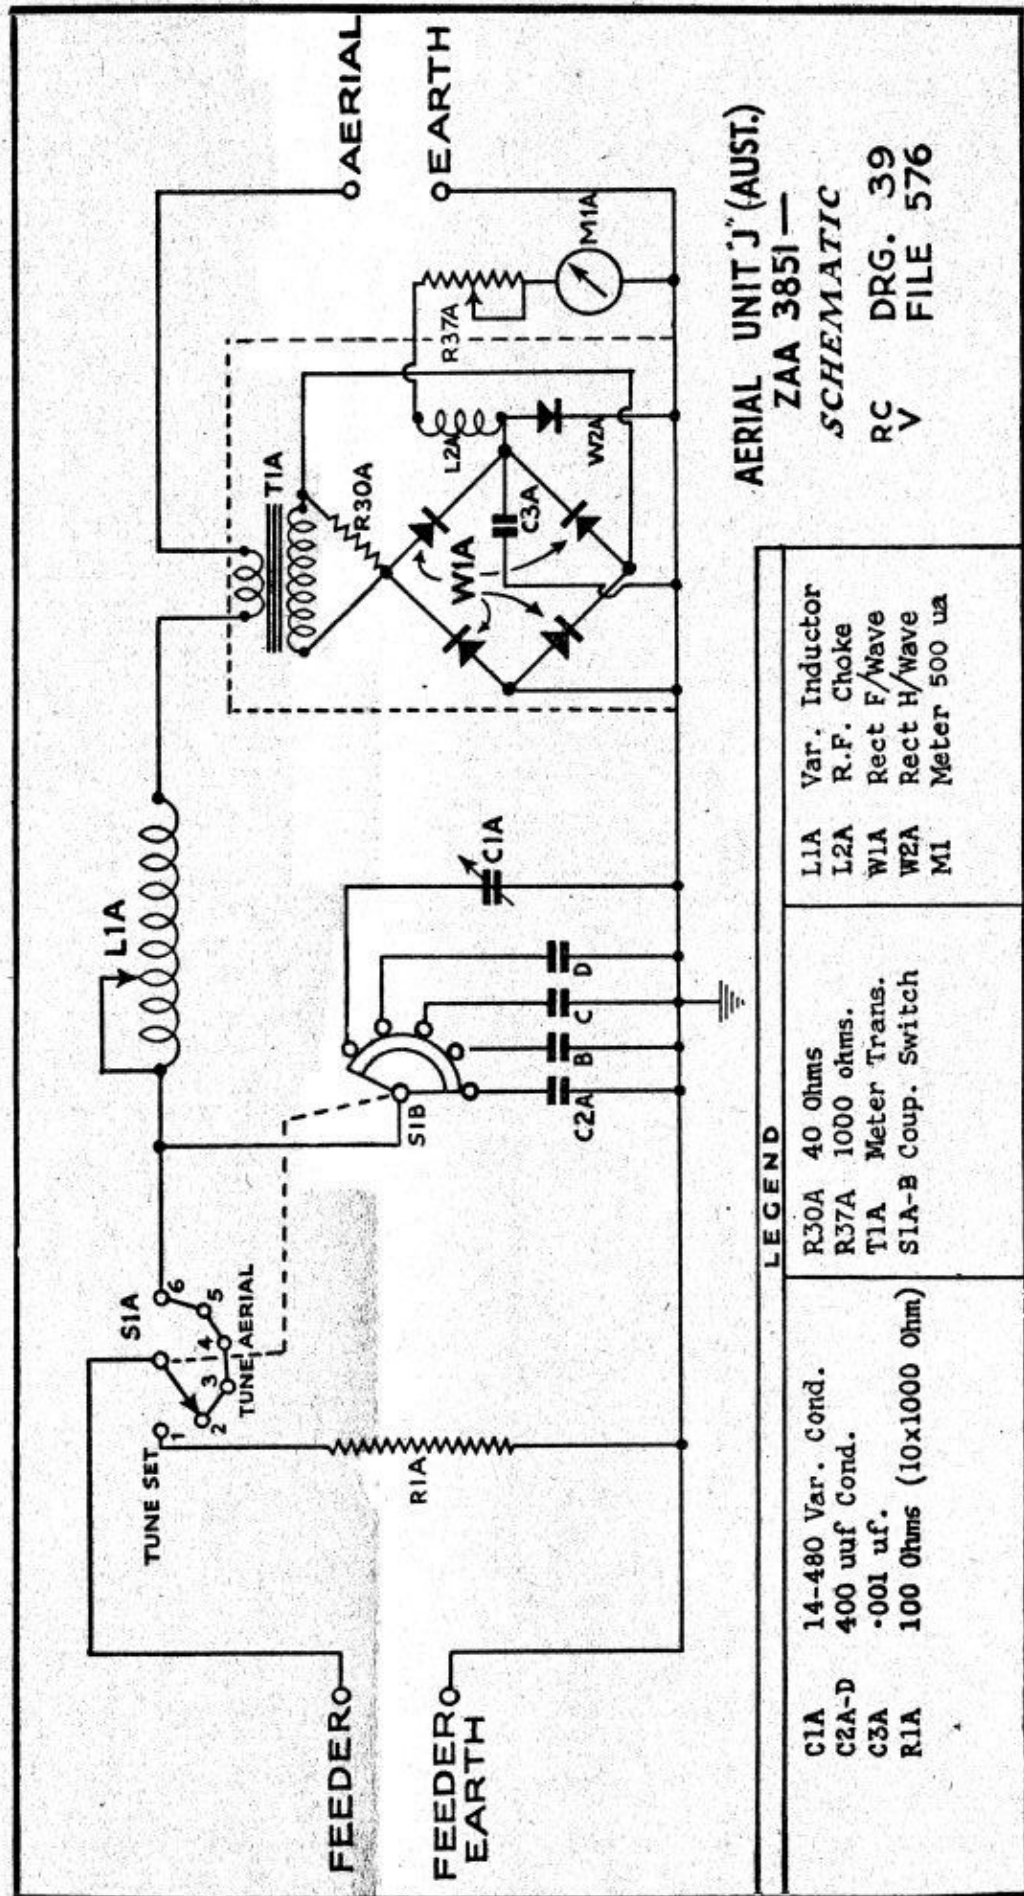 FEEDER
FEEDER
EARTH
TUNE SET
S1A
1
2
3
4
5
6
TUNE AERIAL
R1A
L1A
S1B
C2A
B
C
D
C1A
T1A
R30A
W1A
L2A
C3A
W2A
R37A
M1A
AERIAL
EARTH
AERIAL UNIT "J" (AUST.)
ZAA 3851—
SCHEMATIC
RC DRG. 39
V FILE 576
LEGEND
C1A 14-480 Var. Cond.
C2A-D 400 uuf Cond.
C3A .001 uf.
R1A 100 Ohms (10x1000 Ohm)
R30A 40 Ohms
R37A 1000 ohms.
T1A Meter Trans.
S1A-B Coup. Switch
L1A Var. Inductor
L2A R.F. Choke
W1A Rect F/Wave
W2A Rect H/Wave
M1 Meter 500 ua